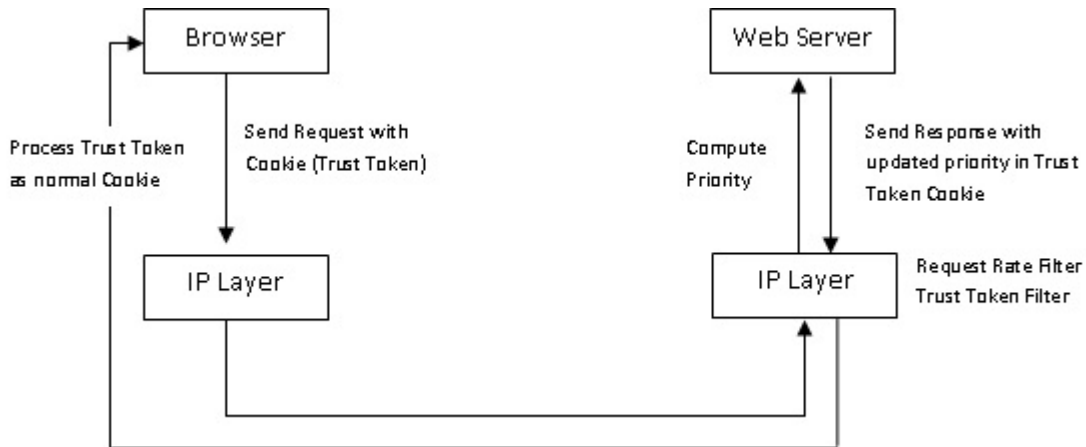 Browser
Web Server
Process Trust Token
as normal Cookie
Send Request with
Cookie (Trust Token)
Compute
Priority
Send Response with
updated priority in Trust
Token Cookie
IP Layer
IP Layer
Request Rate Filter
Trust Token Filter